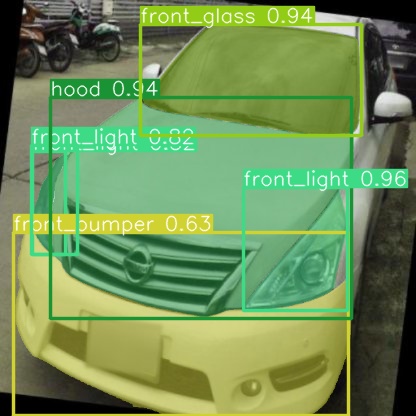 front_glass 0.94
hood 0.94
front_light 0.82
front_light 0.96
front_bumper 0.63